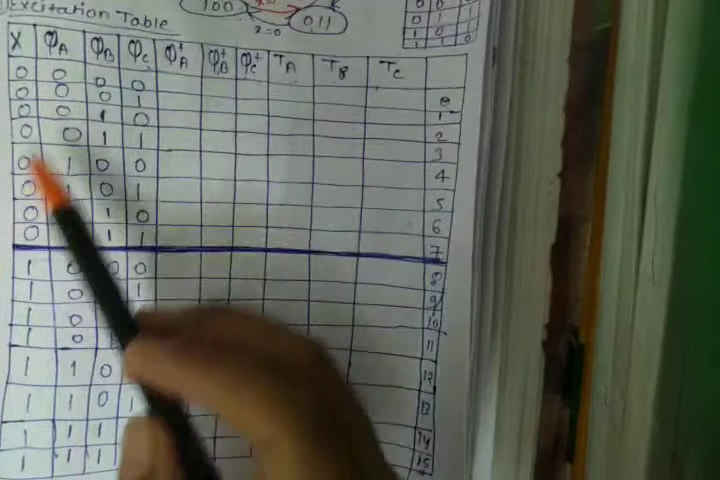 100
011
x=0
Excitation Table
X φA φB φC φA+ φB+ φC+ TA TB TC
0 0 0 0 0
0 0 0 1 1
0 0 1 0 2
0 0 1 1 3
0 1 0 0 4
0 1 0 1 5
0 1 0 6
0 1 1 7
1 0 0 0 8
1 0 1 9
1 0 10
1 0 11
1 1 0 12
1 1 0 1 13
1 1 1 14
1 1 1 15